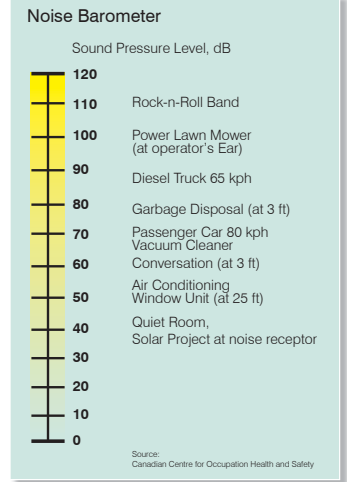 Noise Barometer
Sound Pressure Level, dB
120
110 Rock-n-Roll Band
100 Power Lawn Mower
(at operator's Ear)
90
Diesel Truck 65 kph
80 Garbage Disposal (at 3 ft)
70 Passenger Car 80 kph
Vacuum Cleaner
60 Conversation (at 3 ft)
Air Conditioning
50 Window Unit (at 25 ft)
40 Quiet Room,
Solar Project at noise receptor
30
20
10
0
Source:
Canadian Centre for Occupation Health and Safety